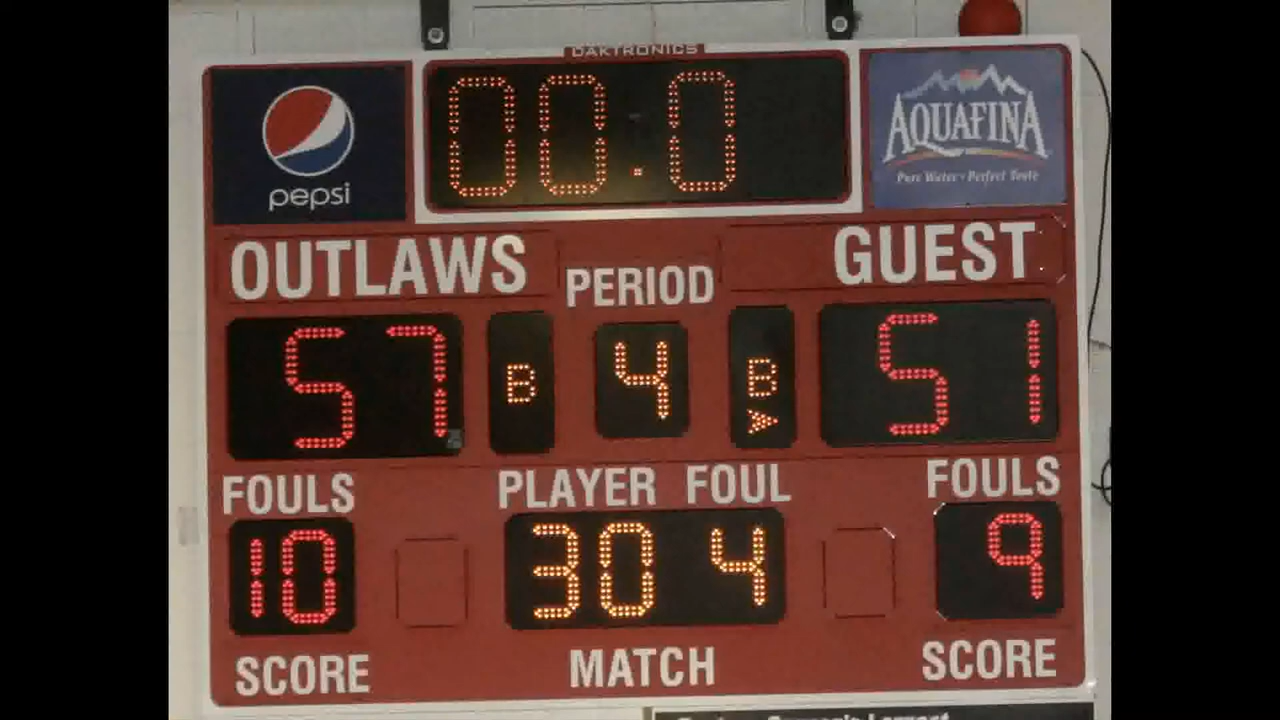 DAKTRONICS
pepsi
00.0
AQUAFINA
Pure Water • Perfect Taste
OUTLAWS
PERIOD
GUEST
57
B
4
B
51
FOULS
PLAYER FOUL
FOULS
10
30 4
9
SCORE
MATCH
SCORE